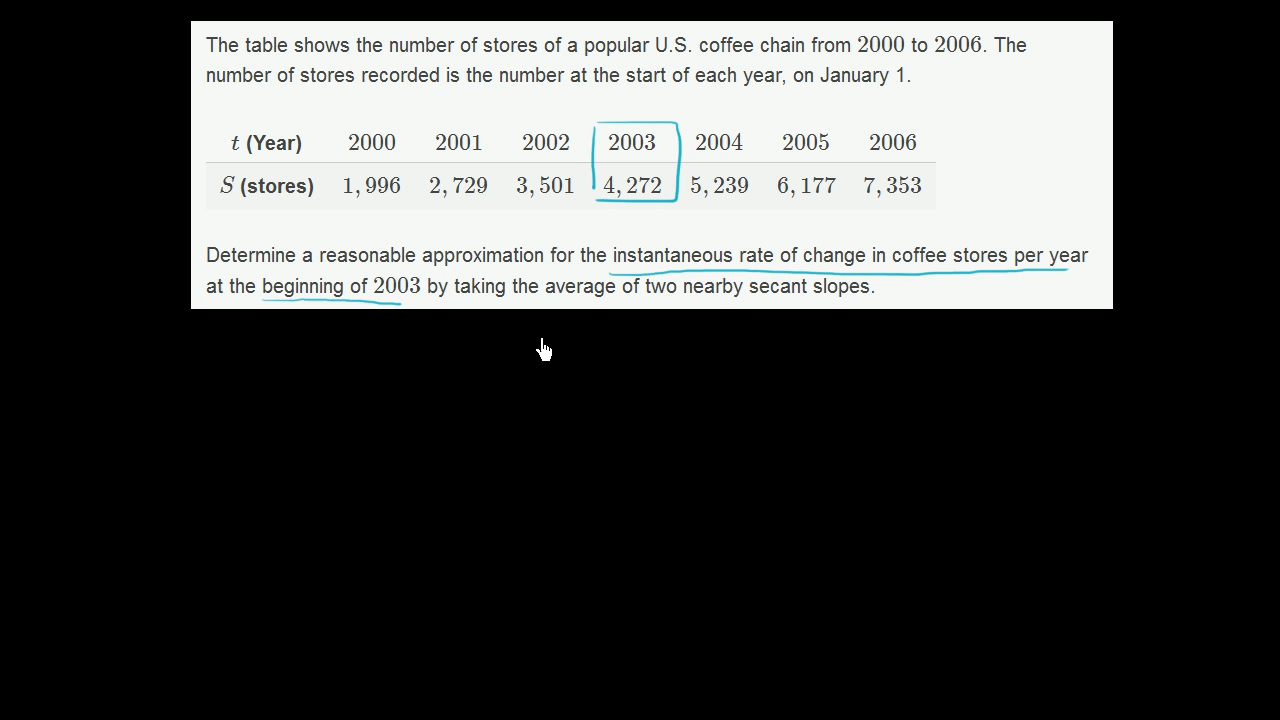 The table shows the number of stores of a popular U.S. coffee chain from 2000 to 2006. The
number of stores recorded is the number at the start of each year, on January 1.
t (Year) 2000 2001 2002 2003 2004 2005 2006
S (stores) 1,996 2,729 3,501 4,272 5,239 6,177 7,353
Determine a reasonable approximation for the instantaneous rate of change in coffee stores per year
at the beginning of 2003 by taking the average of two nearby secant slopes.